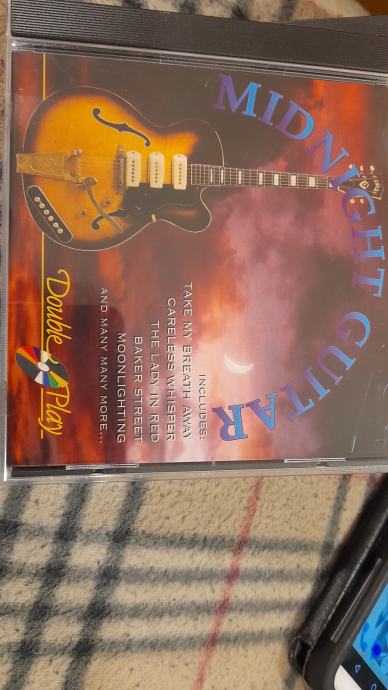 MIDNIGHT GUITAR
INCLUDES:
TAKE MY BREATH AWAY
CARELESS WHISPER
THE LADY IN RED
BAKER STREET
MOONLIGHTING
AND MANY MANY MORE...
Double Play